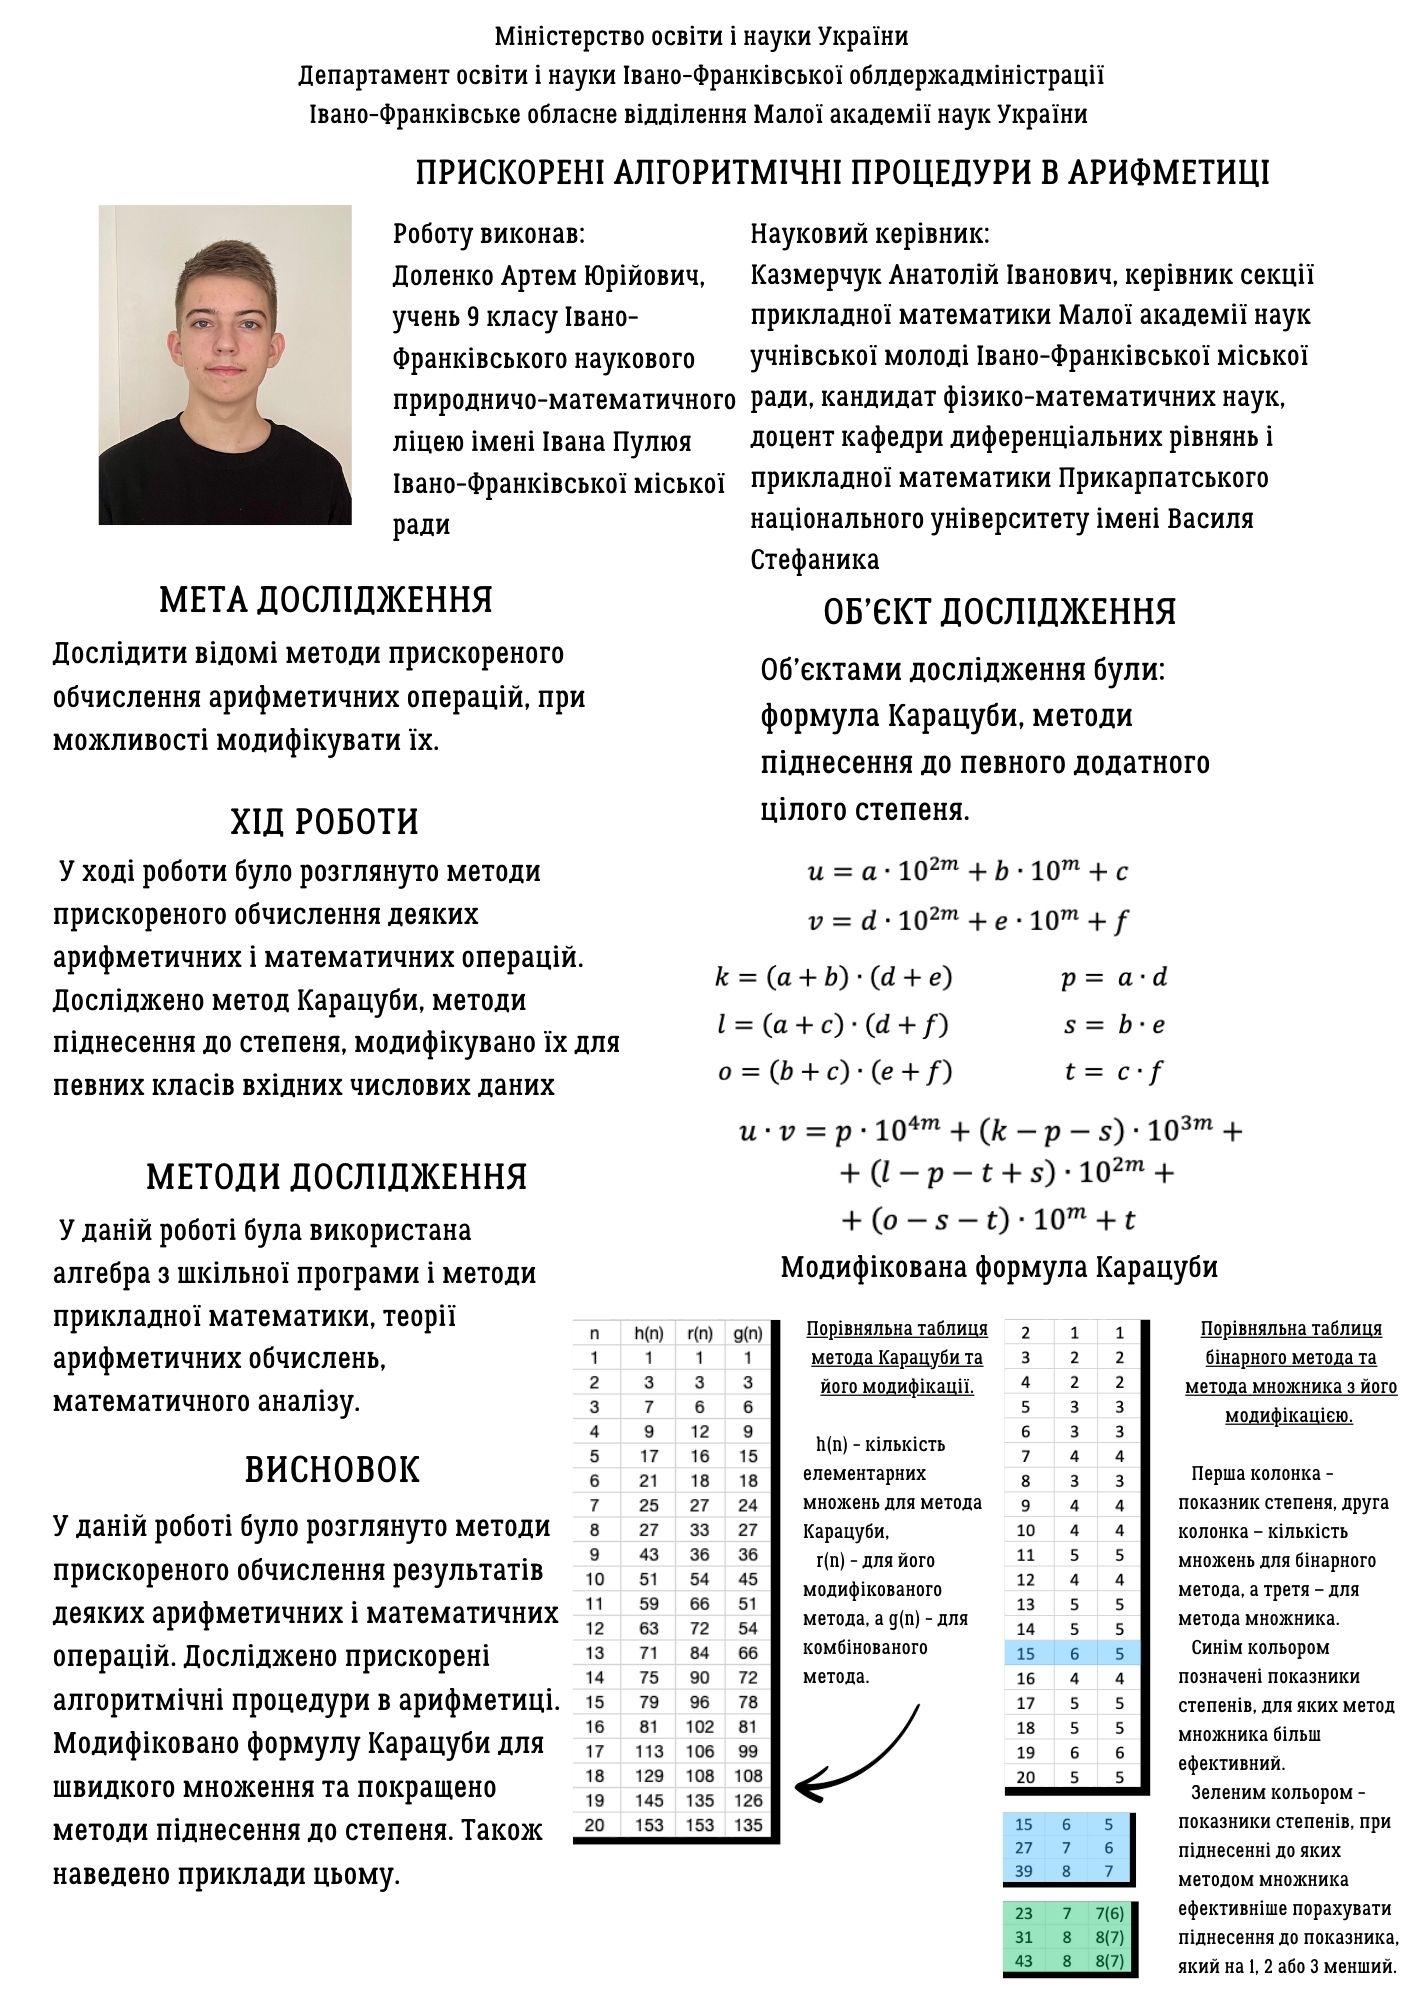 Міністерство освіти і науки України
Департамент освіти і науки Івано-Франківської облдержадміністрації
Івано-Франківське обласне відділення Малої академії наук України
ПРИСКОРЕНІ АЛГОРИТМІЧНІ ПРОЦЕДУРИ В АРИФМЕТИЦІ
Роботу виконав:
Доленко Артем Юрійович,
учень 9 класу Івано-
Франківського наукового
природничо-математичного
ліцею імені Івана Пулюя
Івано-Франківської міської
ради
Науковий керівник:
Казмерчук Анатолій Іванович, керівник секції
прикладної математики Малої академії наук
учнівської молоді Івано-Франківської міської
ради, кандидат фізико-математичних наук,
доцент кафедри диференціальних рівнянь і
прикладної математики Прикарпатського
національного університету імені Василя
Стефаника
МЕТА ДОСЛІДЖЕННЯ
Дослідити відомі методи прискореного
обчислення арифметичних операцій, при
можливості модифікувати їх.
ХІД РОБОТИ
У ході роботи було розглянуто методи
прискореного обчислення деяких
арифметичних і математичних операцій.
Досліджено метод Карацуби, методи
піднесення до степеня, модифікувано їх для
певних класів вхідних числових даних
МЕТОДИ ДОСЛІДЖЕННЯ
У даній роботі була використана
алгебра з шкільної програми і методи
прикладної математики, теорії
арифметичних обчислень,
математичного аналізу.
ВИСНОВОК
У даній роботі було розглянуто методи
прискореного обчислення результатів
деяких арифметичних і математичних
операцій. Досліджено прискорені
алгоритмічні процедури в арифметиці.
Модифіковано формулу Карацуби для
швидкого множення та покращено
методи піднесення до степеня. Також
наведено приклади цьому.
ОБ’ЄКТ ДОСЛІДЖЕННЯ
Об’єктами дослідження були:
формула Карацуби, методи
піднесення до певного додатного
цілого степеня.
u = a · 10^{2m} + b · 10^{m} + c
v = d · 10^{2m} + e · 10^{m} + f
k = (a + b) · (d + e) p = a · d
l = (a + c) · (d + f) s = b · e
o = (b + c) · (e + f) t = c · f
u · v = p · 10^{4m} + (k − p − s) · 10^{3m} +
+ (l − p − t + s) · 10^{2m} +
+ (o − s − t) · 10^{m} + t
Модифікована формула Карацуби
n h(n) r(n) g(n)
1 1 1 1
2 3 3 3
3 7 6 6
4 9 12 9
5 17 16 15
6 21 18 18
7 25 27 24
8 27 33 27
9 43 36 36
10 51 54 45
11 59 66 51
12 63 72 54
13 71 84 66
14 75 90 72
15 79 96 78
16 81 102 81
17 113 106 99
18 129 108 108
19 145 135 126
20 153 153 135
Порівняльна таблиця
метода Карацуби та
його модифікації.
h(n) - кількість
елементарних
множень для метода
Карацуби,
r(n) - для його
модифікованого
метода, а g(n) - для
комбінованого
метода.
2 1 1
3 2 2
4 2 2
5 3 3
6 3 3
7 4 4
8 3 3
9 4 4
10 4 4
11 5 5
12 4 4
13 5 5
14 5 5
15 6 5
16 4 4
17 5 5
18 5 5
19 6 6
20 5 5
15 6 5
27 7 6
39 8 7
23 7 7(6)
31 8 8(7)
43 8 8(7)
Порівняльна таблиця
бінарного метода та
метода множника з його
модифікацією.
Перша колонка -
показник степеня, друга
колонка – кількість
множень для бінарного
метода, а третя – для
метода множника.
Синім кольором
позначені показники
степенів, для яких метод
множника більш
ефективний.
Зеленим кольором -
показники степенів, при
піднесенні до яких
методом множника
ефективніше порахувати
піднесення до показника,
який на 1, 2 або 3 менший.